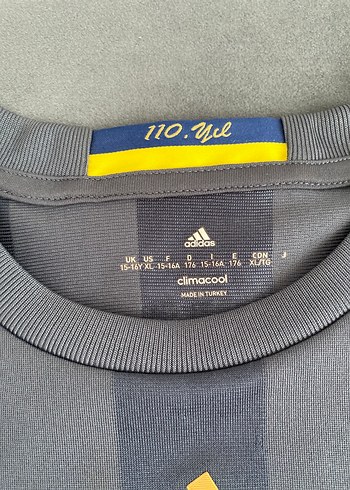 110.Yıl
adidas
UK US F D I E CON J
15-16Y XL 15-16A 176 15-16A 176 XL/TG
climacool
MADE IN TURKEY